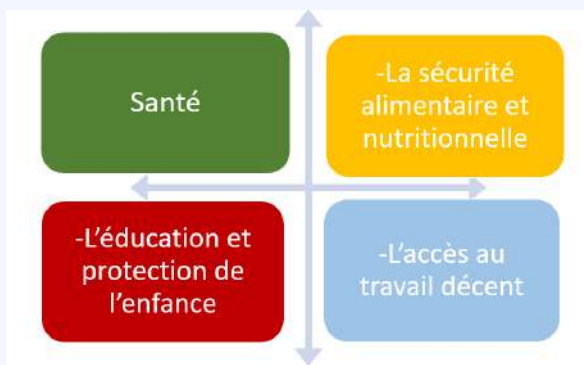 Santé
-La sécurité
alimentaire et
nutritionnelle
-L’éducation et
protection de
l’enfance
-L’accès au
travail décent